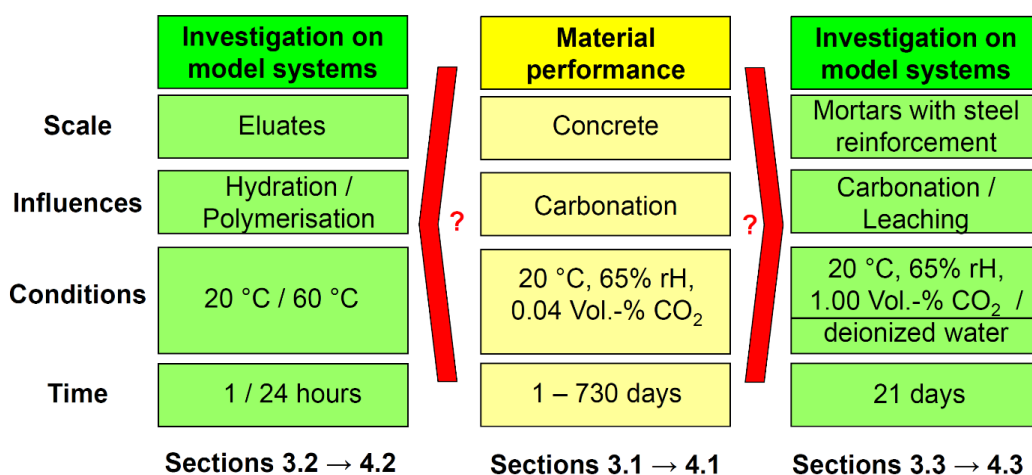 Investigation on
model systems
Material
performance
Investigation on
model systems
Scale
Eluates
Concrete
Mortars with steel
reinforcement
Influences
Hydration /
Polymerisation
Carbonation
Carbonation /
Leaching
?
?
Conditions
20 °C / 60 °C
20 °C, 65% rH,
0.04 Vol.-% CO₂
20 °C, 65% rH,
1.00 Vol.-% CO₂ /
deionized water
Time
1 / 24 hours
1 – 730 days
21 days
Sections 3.2 → 4.2
Sections 3.1 → 4.1
Sections 3.3 → 4.3